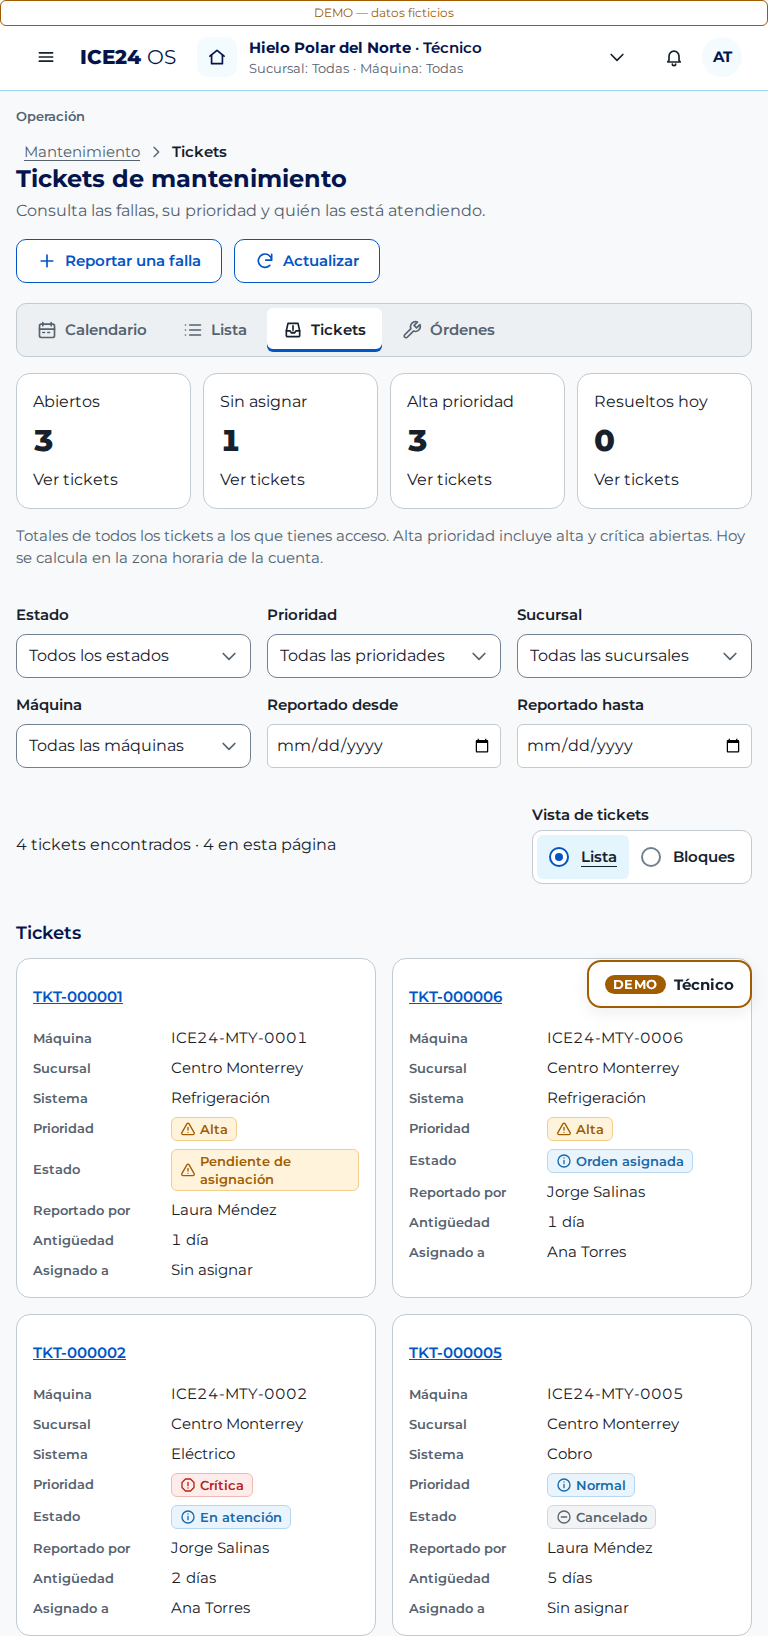 DEMO — datos ficticios
ICE24 OS
Hielo Polar del Norte · Técnico
Sucursal: Todas · Máquina: Todas
AT
Operación
Mantenimiento > Tickets
Tickets de mantenimiento
Consulta las fallas, su prioridad y quién las está atendiendo.
Reportar una falla
Actualizar
Calendario
Lista
Tickets
Órdenes
Abiertos
3
Ver tickets
Sin asignar
1
Ver tickets
Alta prioridad
3
Ver tickets
Resueltos hoy
0
Ver tickets
Totales de todos los tickets a los que tienes acceso. Alta prioridad incluye alta y crítica abiertas. Hoy
se calcula en la zona horaria de la cuenta.
Estado
Todos los estados
Prioridad
Todas las prioridades
Sucursal
Todas las sucursales
Máquina
Todas las máquinas
Reportado desde
mm/dd/yyyy
Reportado hasta
mm/dd/yyyy
4 tickets encontrados · 4 en esta página
Vista de tickets
Lista
Bloques
Tickets
TKT-000001
Máquina ICE24-MTY-0001
Sucursal Centro Monterrey
Sistema Refrigeración
Prioridad Alta
Estado Pendiente de
asignación
Reportado por Laura Méndez
Antigüedad 1 día
Asignado a Sin asignar
TKT-000006
DEMO Técnico
Máquina ICE24-MTY-0006
Sucursal Centro Monterrey
Sistema Refrigeración
Prioridad Alta
Estado Orden asignada
Reportado por Jorge Salinas
Antigüedad 1 día
Asignado a Ana Torres
TKT-000002
Máquina ICE24-MTY-0002
Sucursal Centro Monterrey
Sistema Eléctrico
Prioridad Crítica
Estado En atención
Reportado por Jorge Salinas
Antigüedad 2 días
Asignado a Ana Torres
TKT-000005
Máquina ICE24-MTY-0005
Sucursal Centro Monterrey
Sistema Cobro
Prioridad Normal
Estado Cancelado
Reportado por Laura Méndez
Antigüedad 5 días
Asignado a Sin asignar